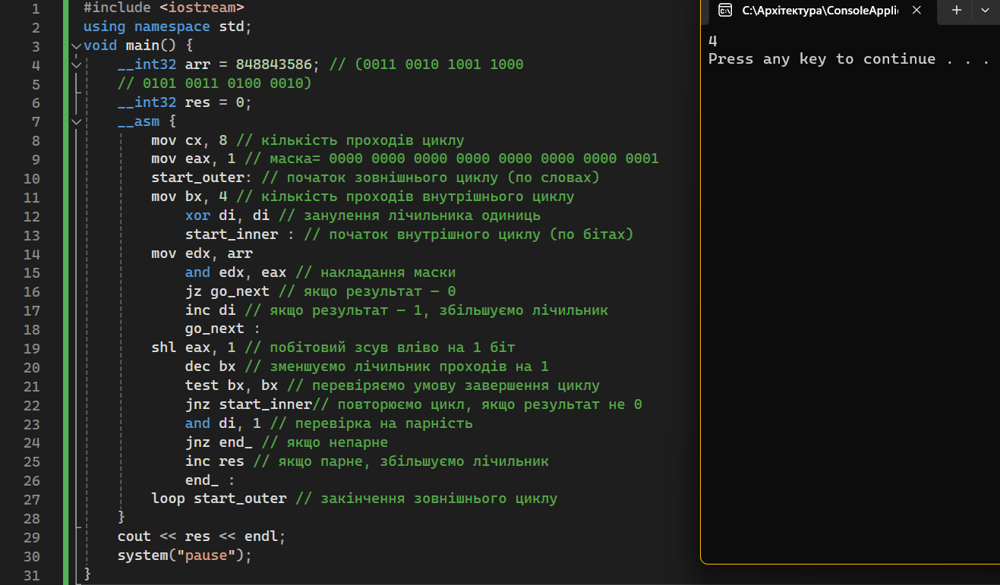 1 #include <iostream>
2 using namespace std;
3 void main() {
4 __int32 arr = 848843586; // (0011 0010 1001 1000
5 // 0101 0011 0100 0010)
6 __int32 res = 0;
7 __asm {
8 mov cx, 8 // кількість проходів циклу
9 mov eax, 1 // маска= 0000 0000 0000 0000 0000 0000 0000 0001
10 start_outer: // початок зовнішнього циклу (по словах)
11 mov bx, 4 // кількість проходів внутрішнього циклу
12 xor di, di // занулення лічильника одиниць
13 start_inner : // початок внутрішного циклу (по бітах)
14 mov edx, arr
15 and edx, eax // накладання маски
16 jz go_next // якщо результат – 0
17 inc di // якщо результат – 1, збільшуємо лічильник
18 go_next :
19 shl eax, 1 // побітовий зсув вліво на 1 біт
20 dec bx // зменшуємо лічильник проходів на 1
21 test bx, bx // перевіряємо умову завершення циклу
22 jnz start_inner// повторюємо цикл, якщо результат не 0
23 and di, 1 // перевірка на парність
24 jnz end_ // якщо непарне
25 inc res // якщо парне, збільшуємо лічильник
26 end_ :
27 loop start_outer // закінчення зовнішнього циклу
28 }
29 cout << res << endl;
30 system("pause");
31 }
C:\Архітектура\ConsoleAppli
4
Press any key to continue . . .